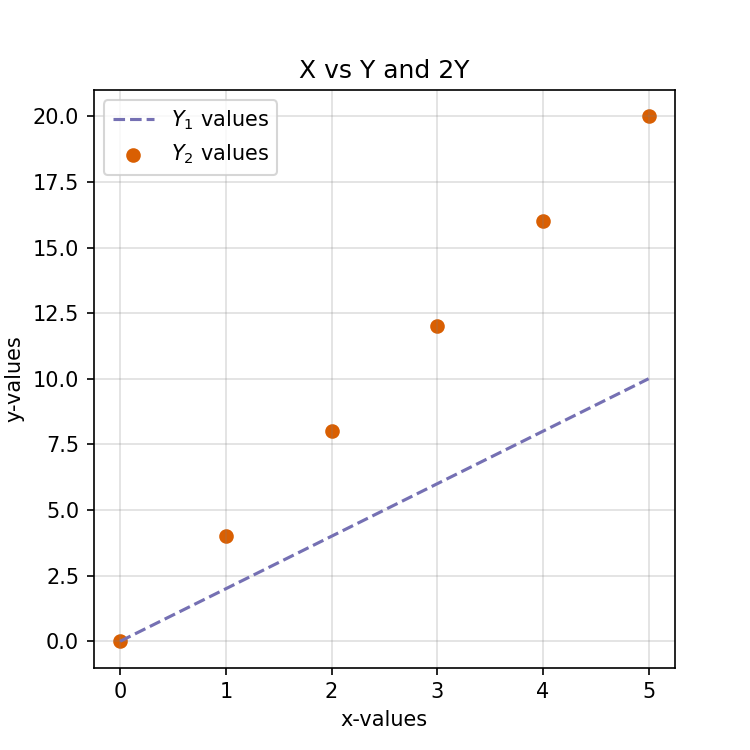 X vs Y and 2Y
Y₁ values
Y₂ values
20.0
17.5
15.0
12.5
10.0
7.5
5.0
2.5
0.0
y-values
0 1 2 3 4 5
x-values